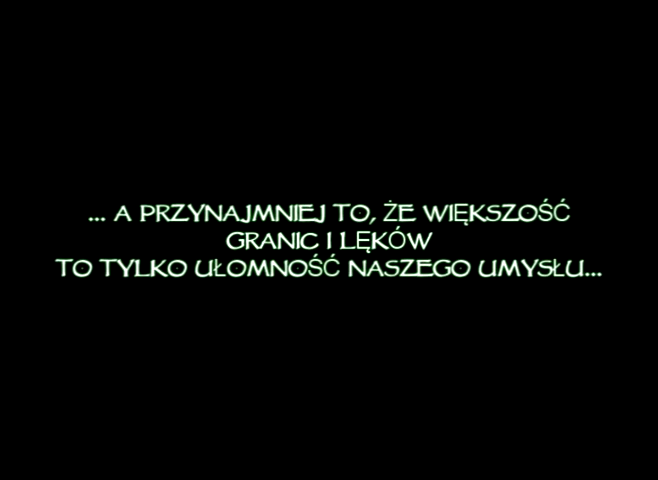 ... A PRZYNAJMNIEJ TO, ŻE WIĘKSZOŚĆ
GRANIC I LĘKÓW
TO TYLKO UŁOMNOŚĆ NASZEGO UMYSŁU...